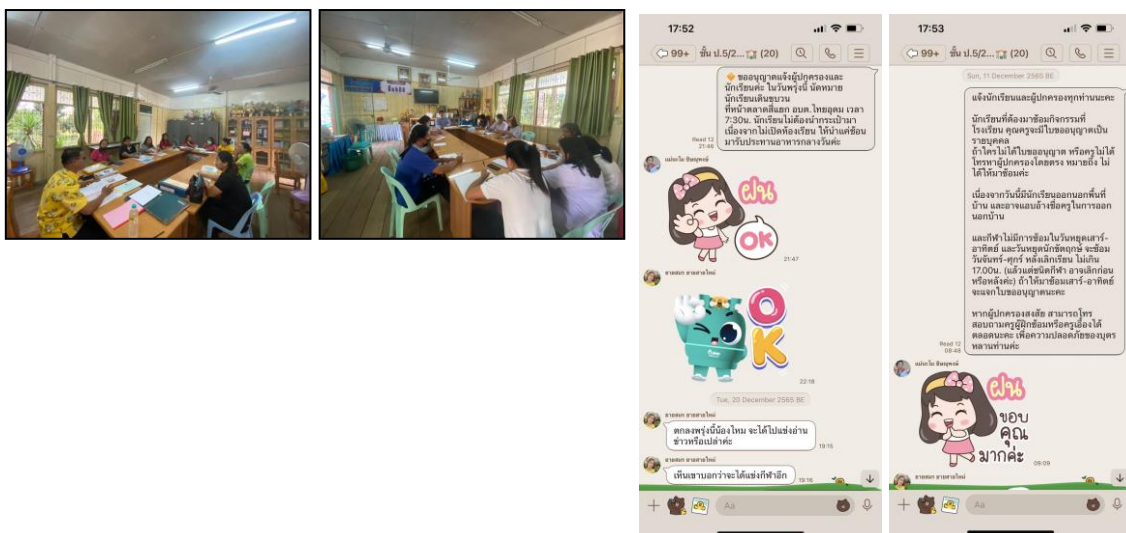 17:52
99+ ชั้น ป.5/2... (20)
ขออนุญาตแจ้งผู้ปกครองและ
นักเรียนค่ะ ในวันพรุ่งนี้ นัดหมาย
นักเรียนเดินขบวน
ที่หน้าตลาดสี่แยก อบต.ไทยอุดม เวลา
7:30น. นักเรียนไม่ต้องนำกระเป๋ามา
เนื่องจากไม่เปิดห้องเรียน ให้นำแค่ช้อน
มารับประทานอาหารกลางวันค่ะ
Read 12
21:46
ฝน
OK
21:47
OK
22:18
Tue, 20 December 2565 BE
ตกลงพรุ่งนี้น้องไหม จะได้ไปแข่งอ่าน
ข่าวหรือเปล่าค่ะ
19:15
เห็นเขาบอกว่าจะได้แข่งกีฬาอีก
19:16
Aa
17:53
99+ ชั้น ป.5/2... (20)
Sun, 11 December 2565 BE
แจ้งนักเรียนและผู้ปกครองทุกท่านนะคะ
นักเรียนที่ต้องมาซ้อมกิจกรรมที่
โรงเรียน คุณครูจะมีใบขออนุญาตเป็น
รายบุคคล
ถ้าใครไม่ได้ใบขออนุญาต หรือครูไม่ได้
โทรหาผู้ปกครองโดยตรง หมายถึง ไม่
ได้ให้มาซ้อมค่ะ
เนื่องจากวันนี้มีนักเรียนออกนอกพื้นที่
บ้าน และอาจแอบอ้างชื่อครูในการออก
นอกบ้าน
และกีฬาไม่มีการซ้อมในวันหยุดเสาร์-
อาทิตย์ และวันหยุดนักขัตฤกษ์ จะซ้อม
วันจันทร์-ศุกร์ หลังเลิกเรียน ไม่เกิน
17.00น. (แล้วแต่ชนิดกีฬา อาจเลิกก่อน
หรือหลังค่ะ) ถ้าให้มาซ้อมเสาร์-อาทิตย์
จะแจกใบขออนุญาตนะคะ
หากผู้ปกครองสงสัย สามารถโทร
สอบถามครูผู้ฝึกซ้อมหรือครูเอื้องได้
ตลอดนะคะ เพื่อความปลอดภัยของบุตร
หลานท่านค่ะ
Read 12
08:48
ฝน
ขอบ
คุณ
มากค่ะ
09:09
Aa